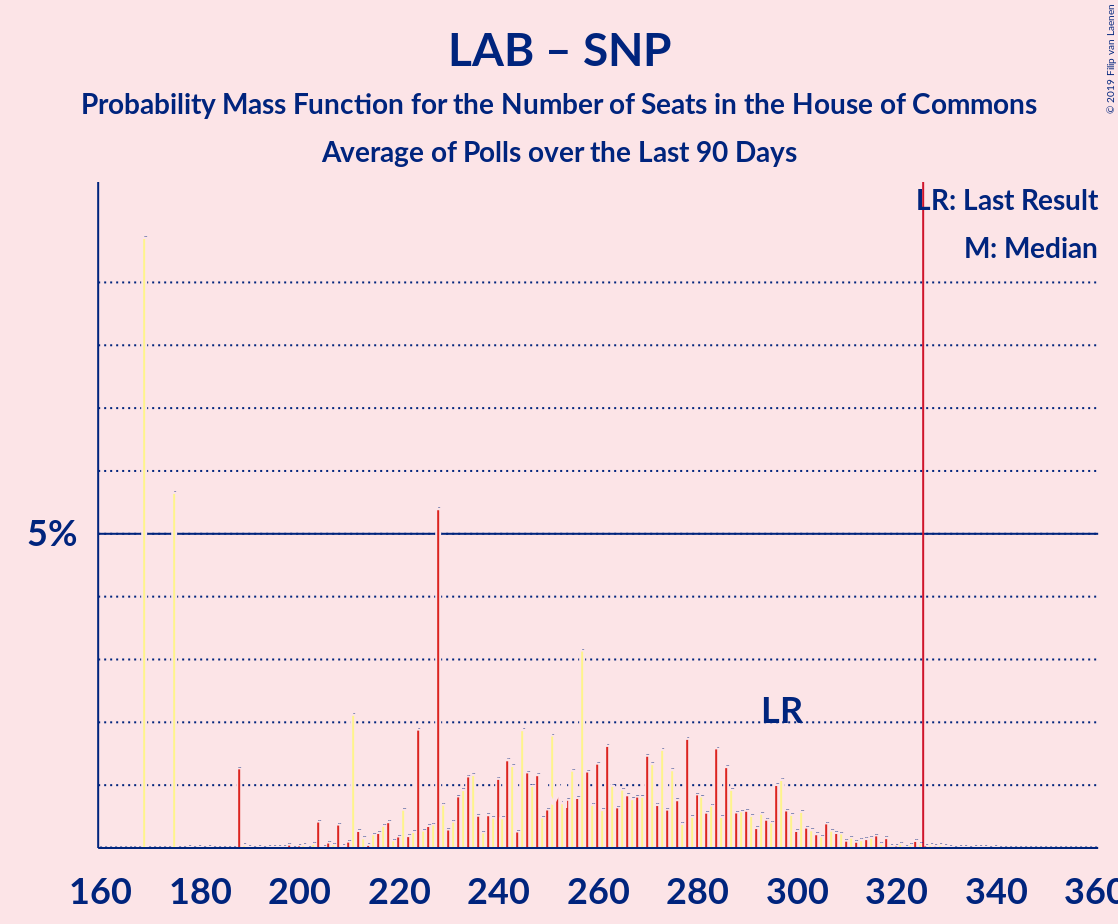 LAB – SNP
Probability Mass Function for the Number of Seats in the House of Commons
Average of Polls over the Last 90 Days
© 2019 Filip van Laenen
LR: Last Result
M: Median
5%
LR
160 180 200 220 240 260 280 300 320 340 360